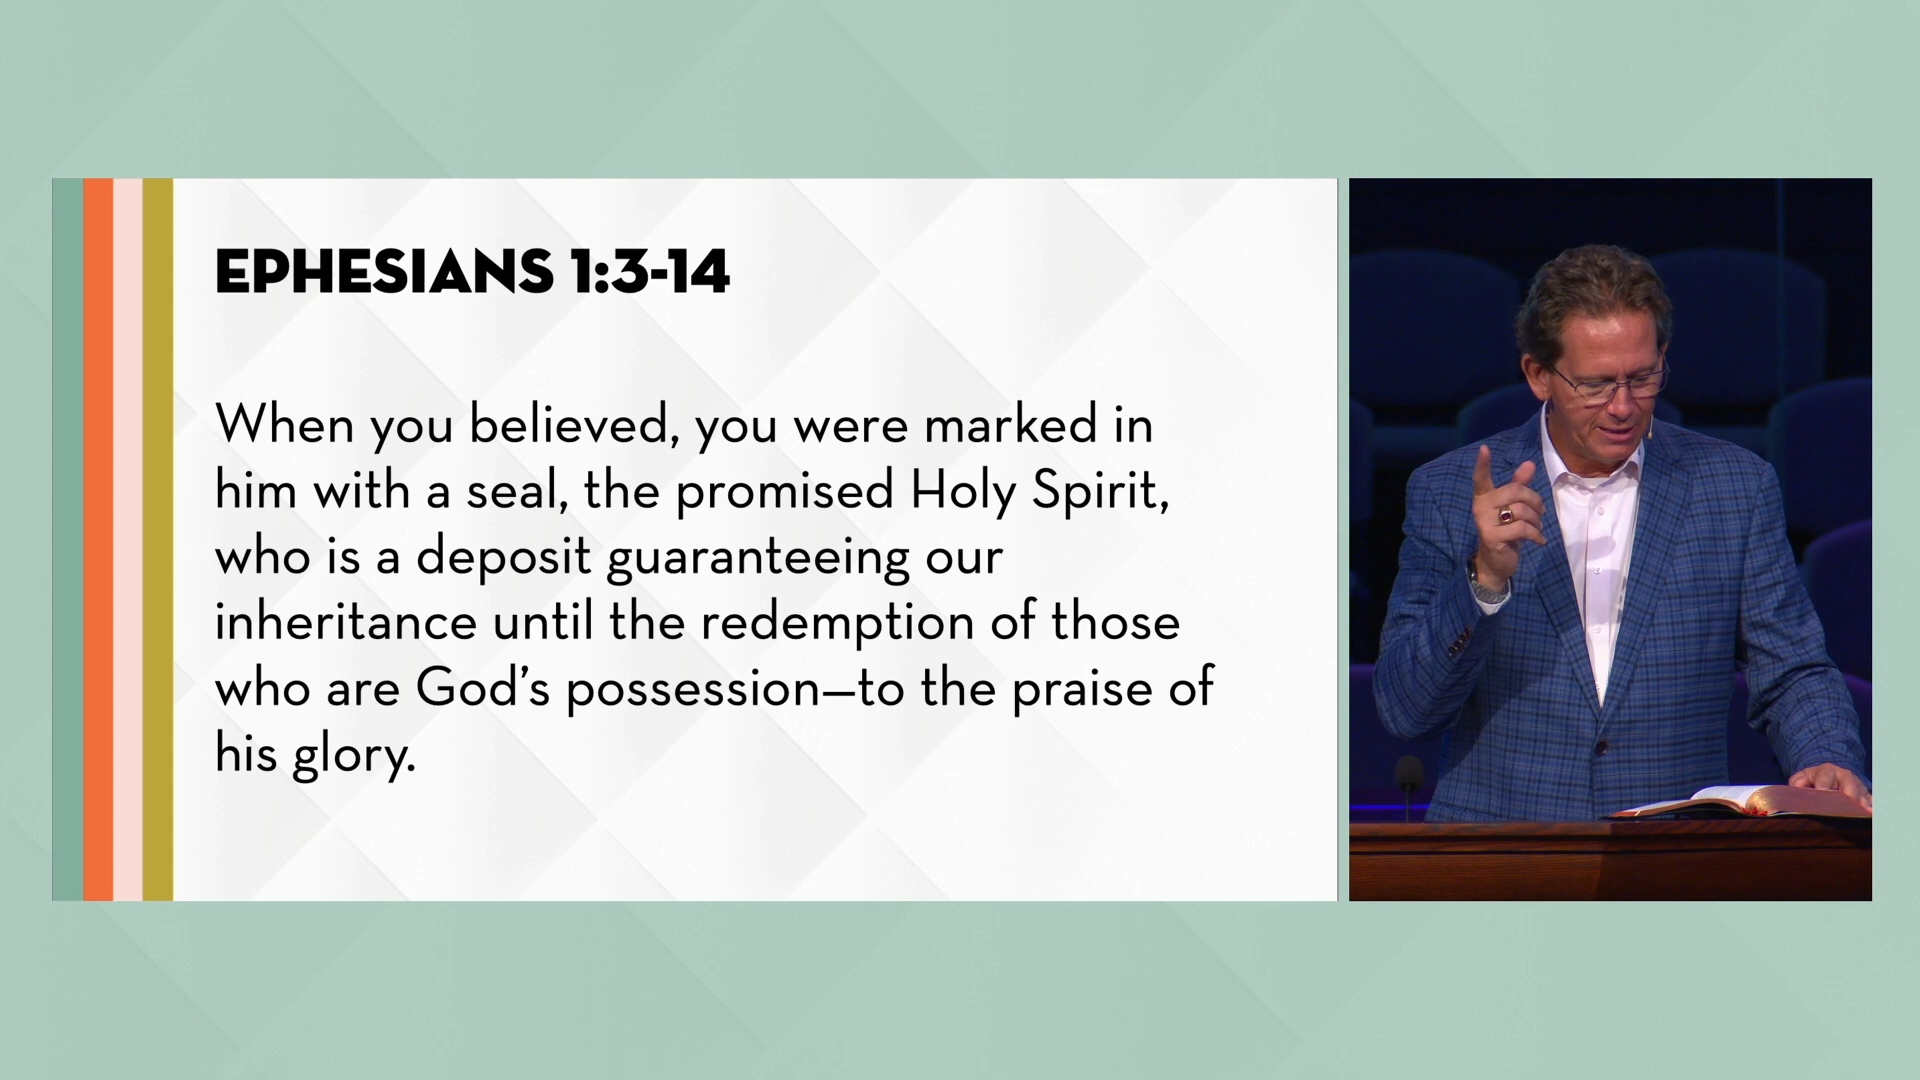 EPHESIANS 1:3-14
When you believed, you were marked in
him with a seal, the promised Holy Spirit,
who is a deposit guaranteeing our
inheritance until the redemption of those
who are God’s possession—to the praise of
his glory.